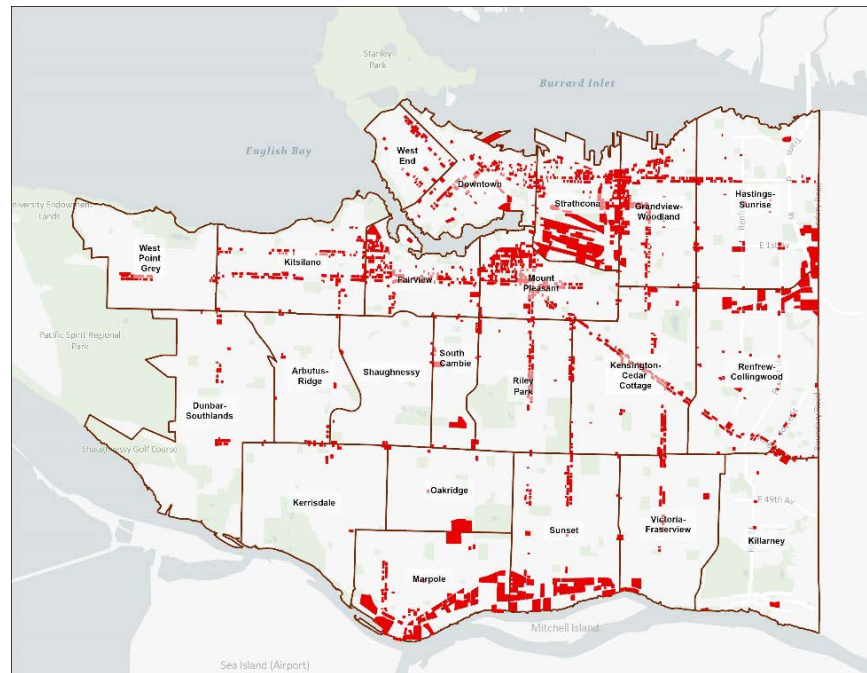 Stanley
Park
Burrard Inlet
English Bay
West
End
Downtown
Strathcona
Grandview-
Woodland
Hastings-
Sunrise
University Endowment
Lands
West
Point
Grey
Kitsilano
Fairview
Mount
Pleasant
E 1st Av
Pacific Spirit Regional
Park
Dunbar-
Southlands
Arbutus-
Ridge
Shaughnessy
South
Cambie
Riley
Park
Kensington-
Cedar
Cottage
Renfrew-
Collingwood
Shaughnessy Golf Course
Kerrisdale
Oakridge
Sunset
Victoria-
Fraserview
E 49th Av
Killarney
Marpole
Mitchell Island
Sea Island (Airport)